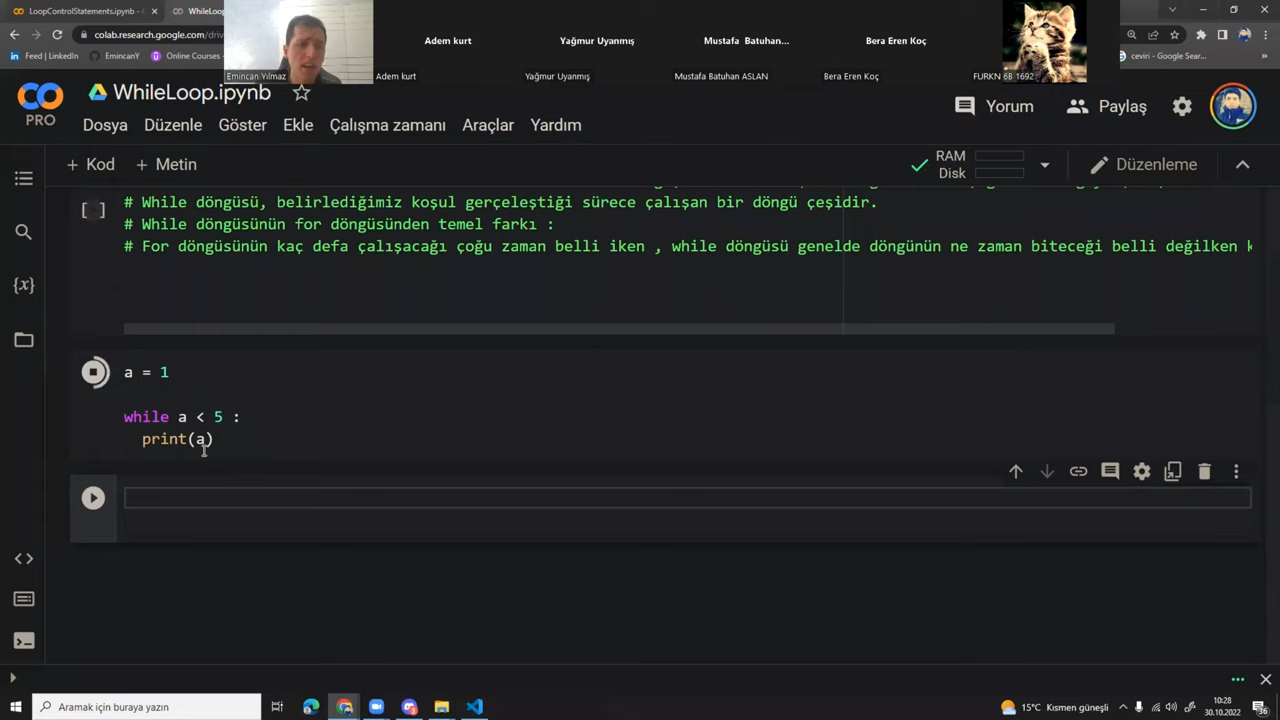 LoopControlStatements.ipynb
WhileLoop
colab.research.google.com/driv
Feed | LinkedIn
EmincanY
Online Courses -
ceviri - Google Sear...
Adem kurt
Yağmur Uyanmış
Mustafa Batuhan...
Bera Eren Koç
Emincan Yılmaz
Adem kurt
Yağmur Uyanmış
Mustafa Batuhan ASLAN
Bera Eren Koç
FURKN 6B 1692
PRO
WhileLoop.ipynb
Yorum
Paylaş
Dosya Düzenle Göster Ekle Çalışma zamanı Araçlar Yardım
+ Kod + Metin
RAM
Disk
Düzenleme
# While döngüsü, belirlediğimiz koşul gerçeleştiği sürece çalışan bir döngü çeşidir.
# While döngüsünün for döngüsünden temel farkı :
# For döngüsünün kaç defa çalışacağı çoğu zaman belli iken , while döngüsü genelde döngünün ne zaman biteceği belli değilken k
a = 1
while a < 5 :
print(a)
Aramak için buraya yazın
15°C Kısmen güneşli
10:28
30.10.2022